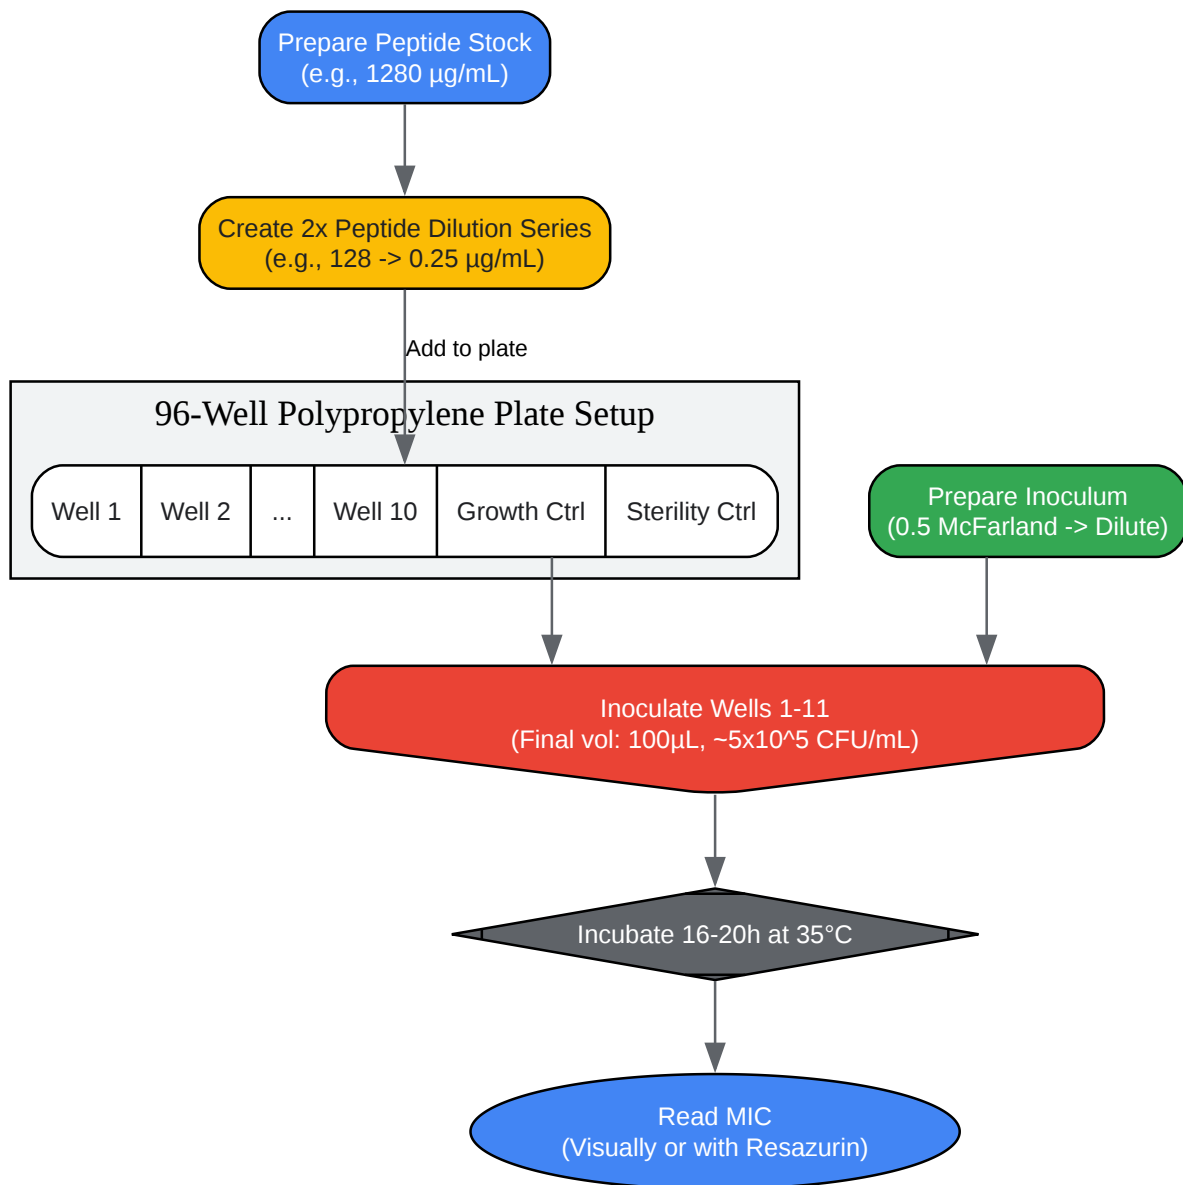 Prepare Peptide Stock
(e.g., 1280 µg/mL)
Create 2x Peptide Dilution Series
(e.g., 128 -> 0.25 µg/mL)
Add to plate
96-Well Polypropylene Plate Setup
Well 1
Well 2
...
Well 10
Growth Ctrl
Sterility Ctrl
Prepare Inoculum
(0.5 McFarland -> Dilute)
Inoculate Wells 1-11
(Final vol: 100µL, ~5x10^5 CFU/mL)
Incubate 16-20h at 35°C
Read MIC
(Visually or with Resazurin)